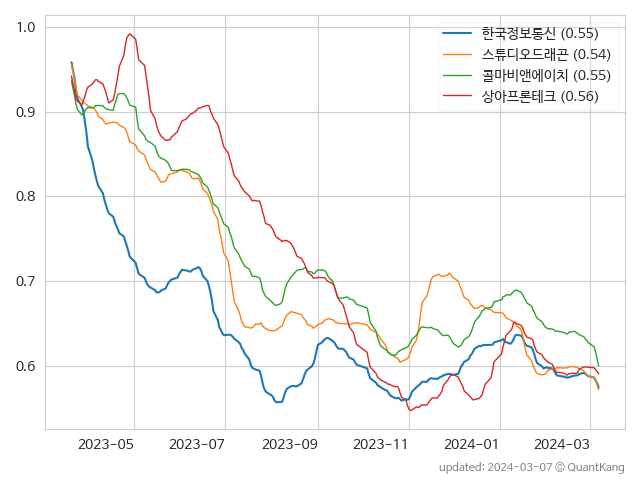 1.0
0.9
0.8
0.7
0.6
한국정보통신 (0.55)
스튜디오드래곤 (0.54)
콜마비앤에이치 (0.55)
상아프론테크 (0.56)
2023-05 2023-07 2023-09 2023-11 2024-01 2024-03
updated: 2024-03-07 © QuantKang